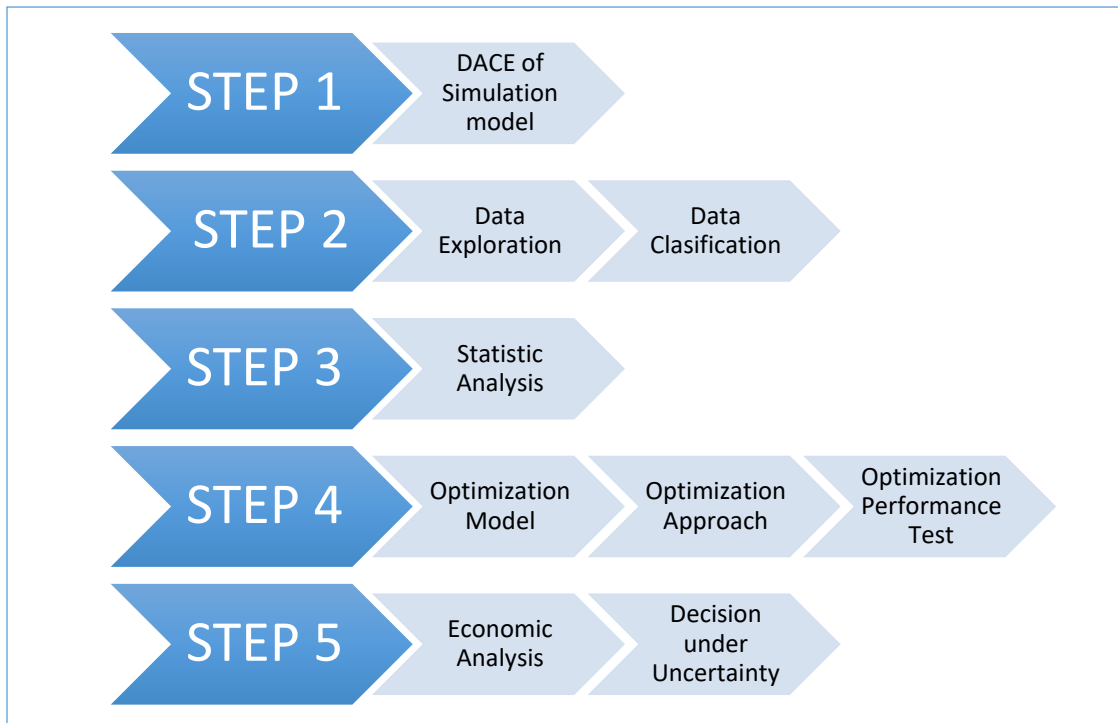 STEP 1
DACE of
Simulation
model
STEP 2
Data
Exploration
Data
Clasification
STEP 3
Statistic
Analysis
STEP 4
Optimization
Model
Optimization
Approach
Optimization
Performance
Test
STEP 5
Economic
Analysis
Decision
under
Uncertainty